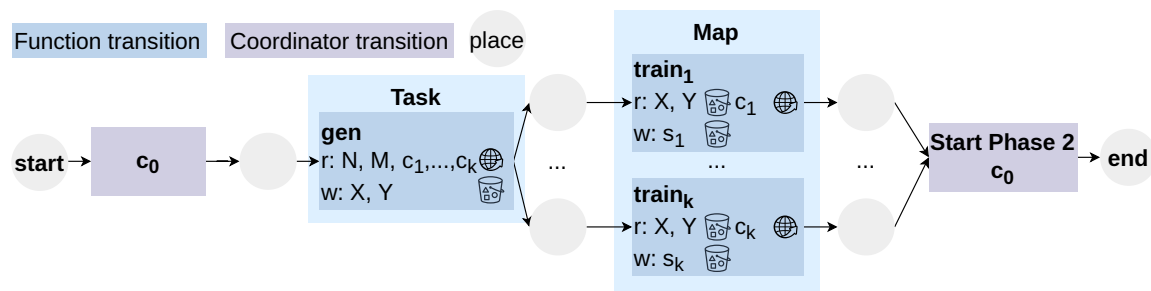 Function transition
Coordinator transition
place
start
c₀
Task
gen
r: N, M, c₁,...,cₖ
w: X, Y
...
Map
train₁
r: X, Y c₁
w: s₁
...
trainₖ
r: X, Y cₖ
w: sₖ
...
Start Phase 2
c₀
end